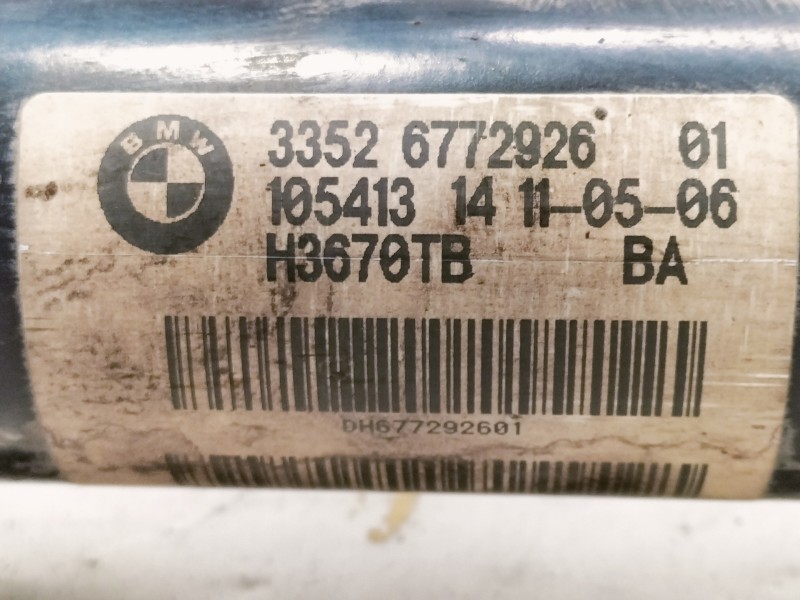 BMW
3352 6772926 01
105413 14 11-05-06
H3670TB BA
DH677292601